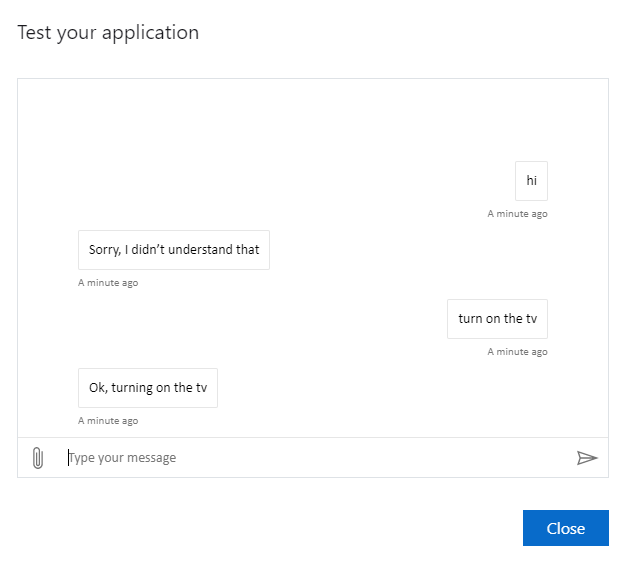 Test your application
hi
A minute ago
Sorry, I didn’t understand that
A minute ago
turn on the tv
A minute ago
Ok, turning on the tv
A minute ago
Type your message
Close